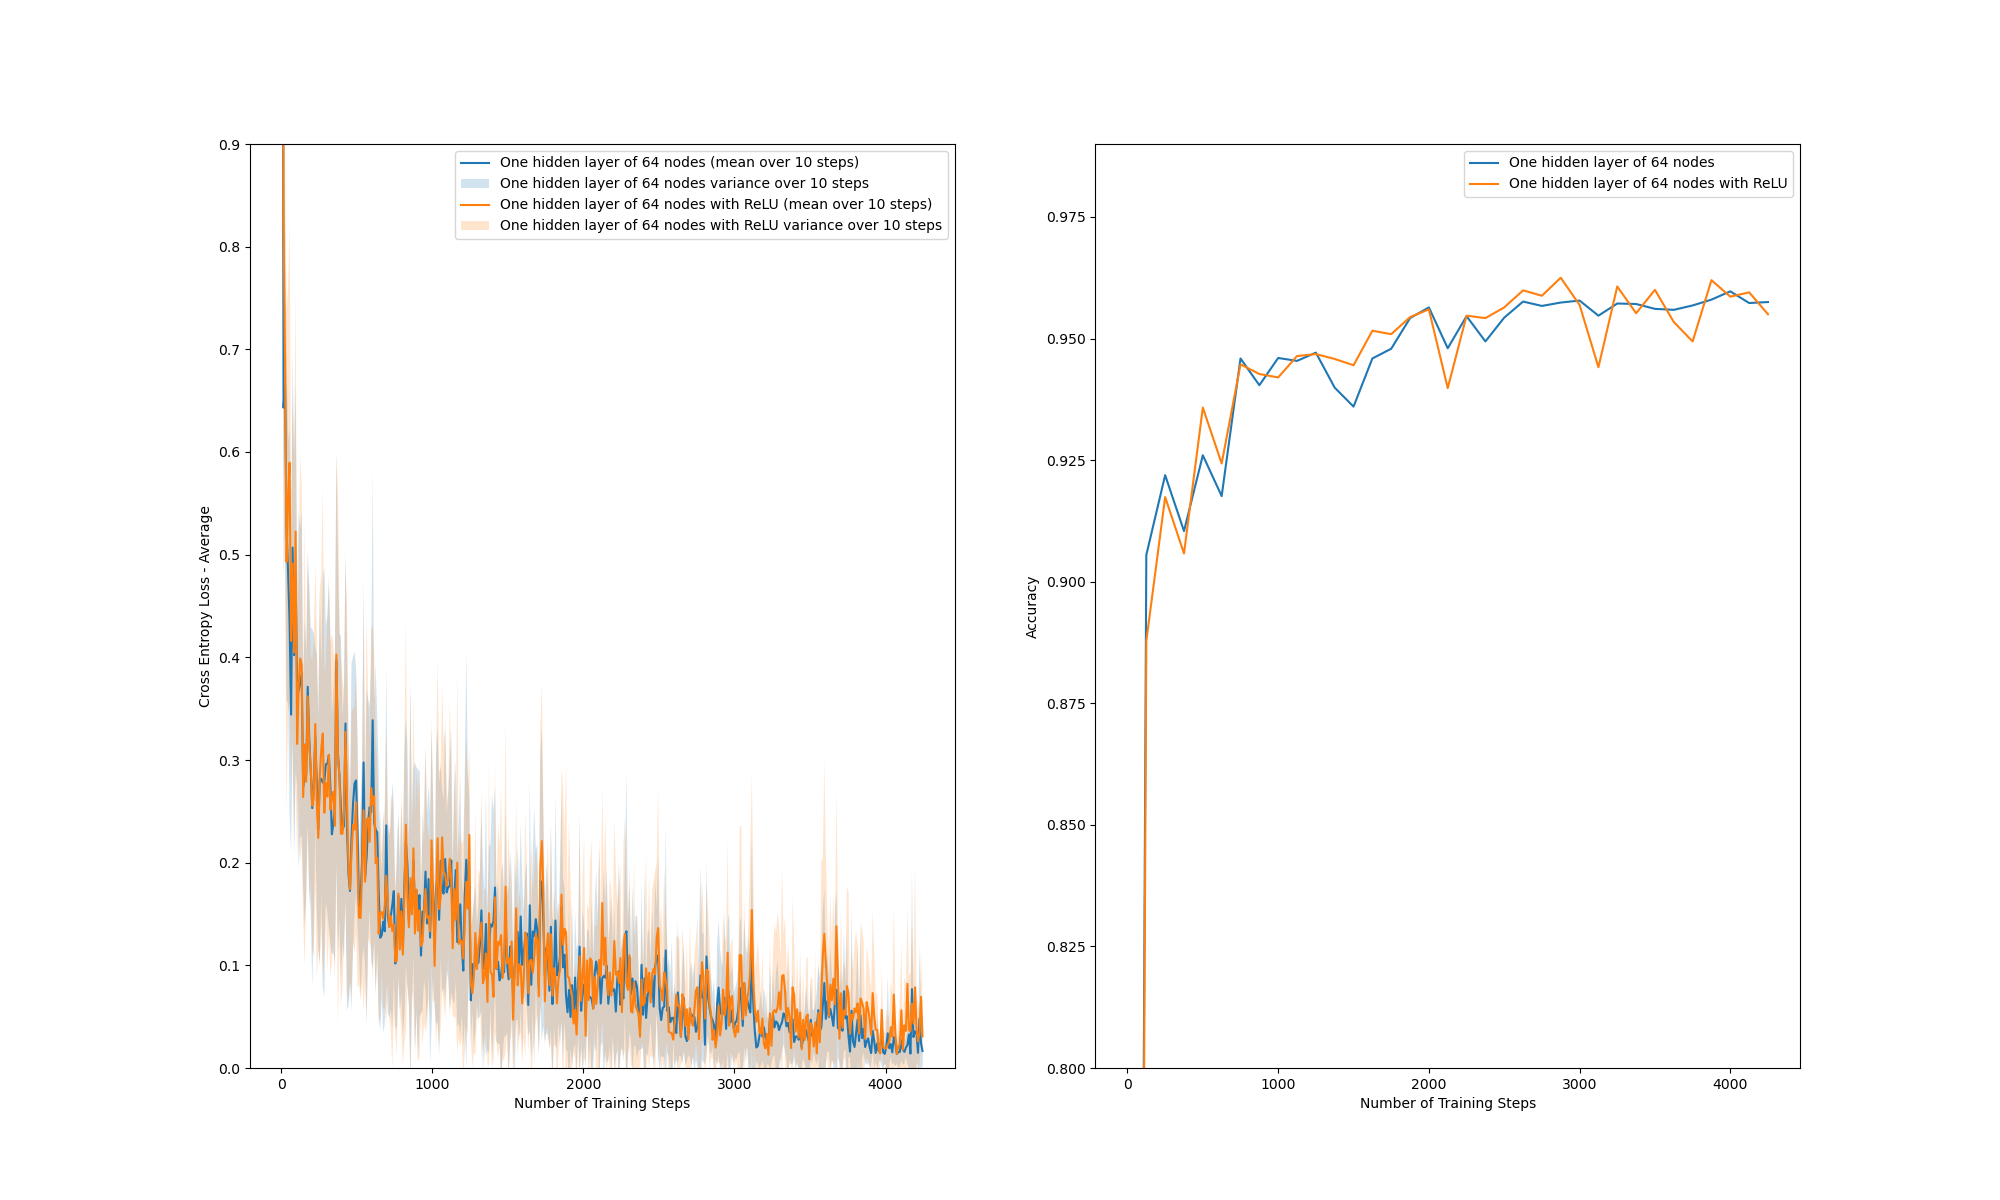 One hidden layer of 64 nodes (mean over 10 steps)
One hidden layer of 64 nodes variance over 10 steps
One hidden layer of 64 nodes with ReLU (mean over 10 steps)
One hidden layer of 64 nodes with ReLU variance over 10 steps
0.9
0.8
0.7
0.6
0.5
0.4
0.3
0.2
0.1
0.0
Cross Entropy Loss - Average
0
1000
2000
3000
4000
Number of Training Steps
One hidden layer of 64 nodes
One hidden layer of 64 nodes with ReLU
0.975
0.950
0.925
0.900
0.875
0.850
0.825
0.800
Accuracy
0
1000
2000
3000
4000
Number of Training Steps